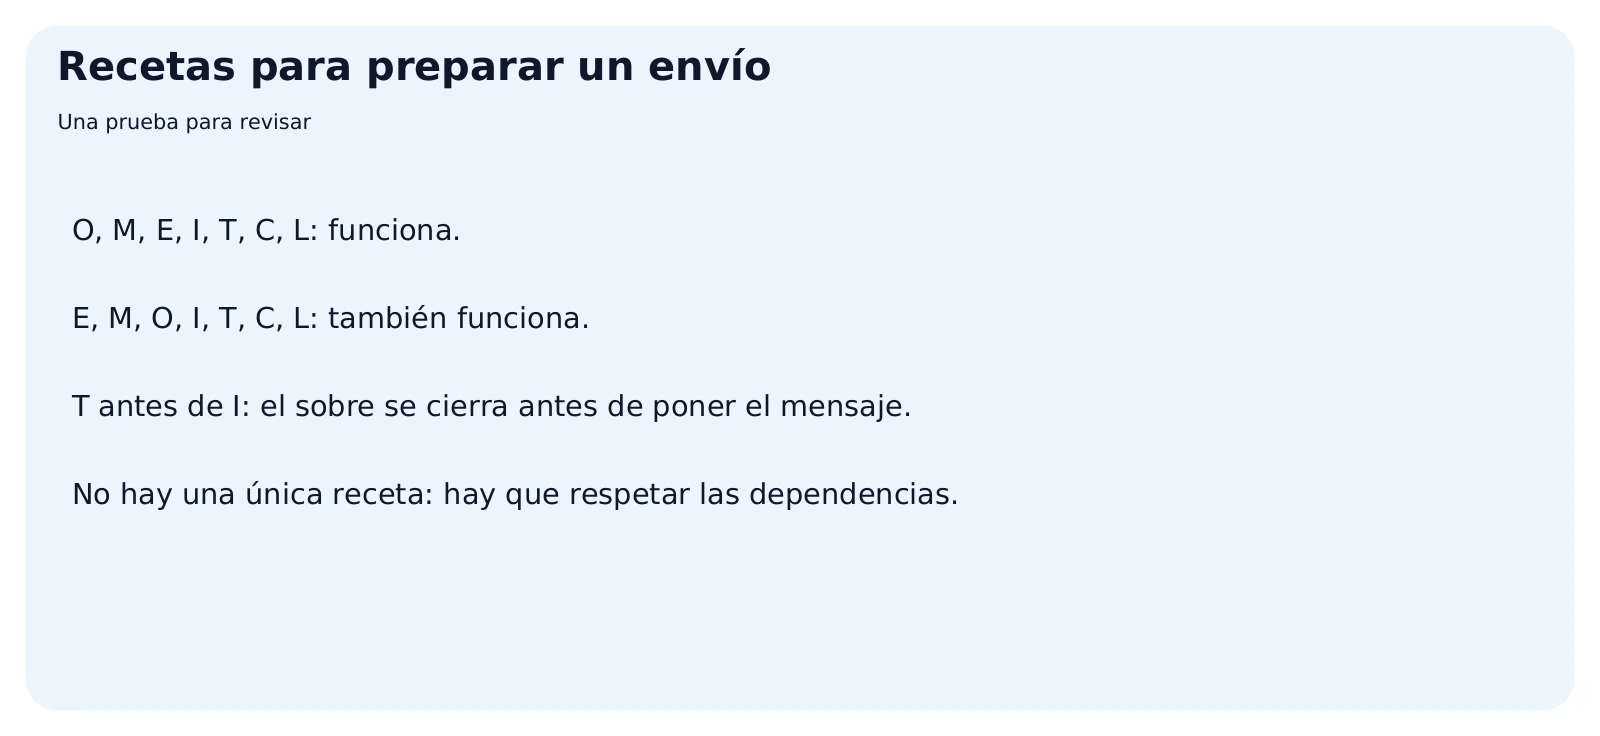 Recetas para preparar un envío
Una prueba para revisar
O, M, E, I, T, C, L: funciona.
E, M, O, I, T, C, L: también funciona.
T antes de I: el sobre se cierra antes de poner el mensaje.
No hay una única receta: hay que respetar las dependencias.